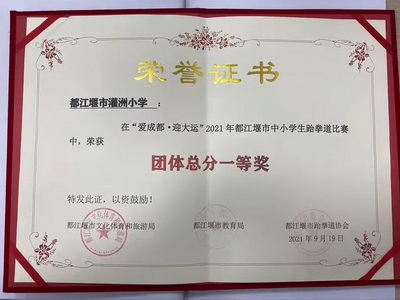 荣誉证书
都江堰市灌洲小学：
在“爱成都·迎大运”2021年都江堰市中小学生跆拳道比赛
中，荣获
团体总分一等奖
特发此证，以资鼓励！
都江堰市文化体育和旅游局 都江堰市教育局 都江堰市跆拳道协会
2021年9月19日